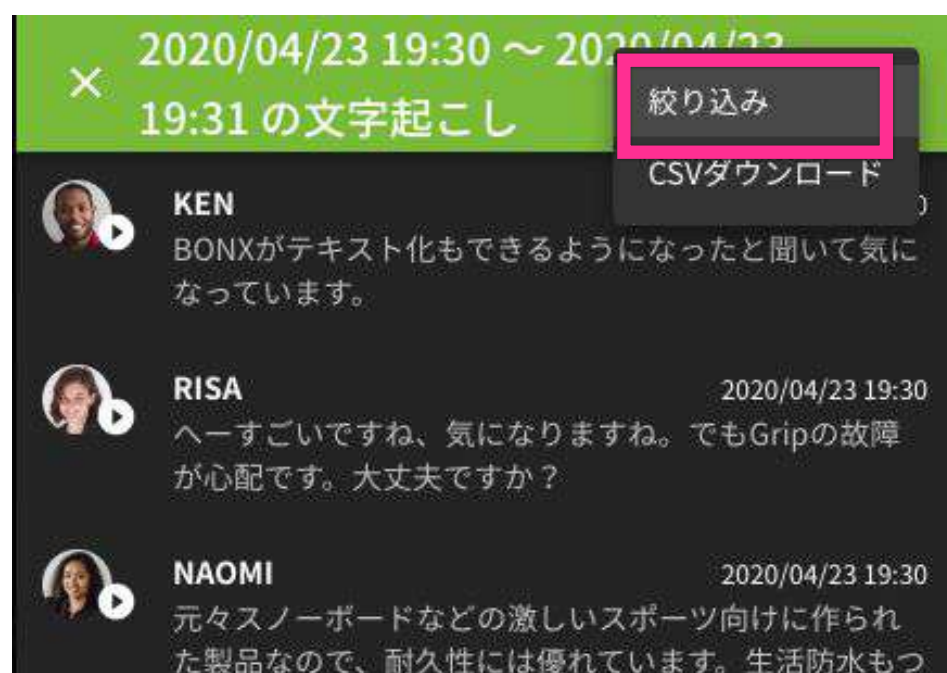 2020/04/23 19:30 ～ 2020/04/23
19:31 の文字起こし
絞り込み
CSVダウンロード
KEN
BONXがテキスト化もできるようになったと聞いて気に
なっています。
RISA
2020/04/23 19:30
へーすごいですね、気になりますね。でもGripの故障
が心配です。大丈夫ですか？
NAOMI
2020/04/23 19:30
元々スノーボードなどの激しいスポーツ向けに作られ
た製品なので、耐久性には優れています。生活防水もつ